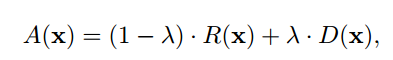 A(x) = (1 − λ) · R(x) + λ · D(x),